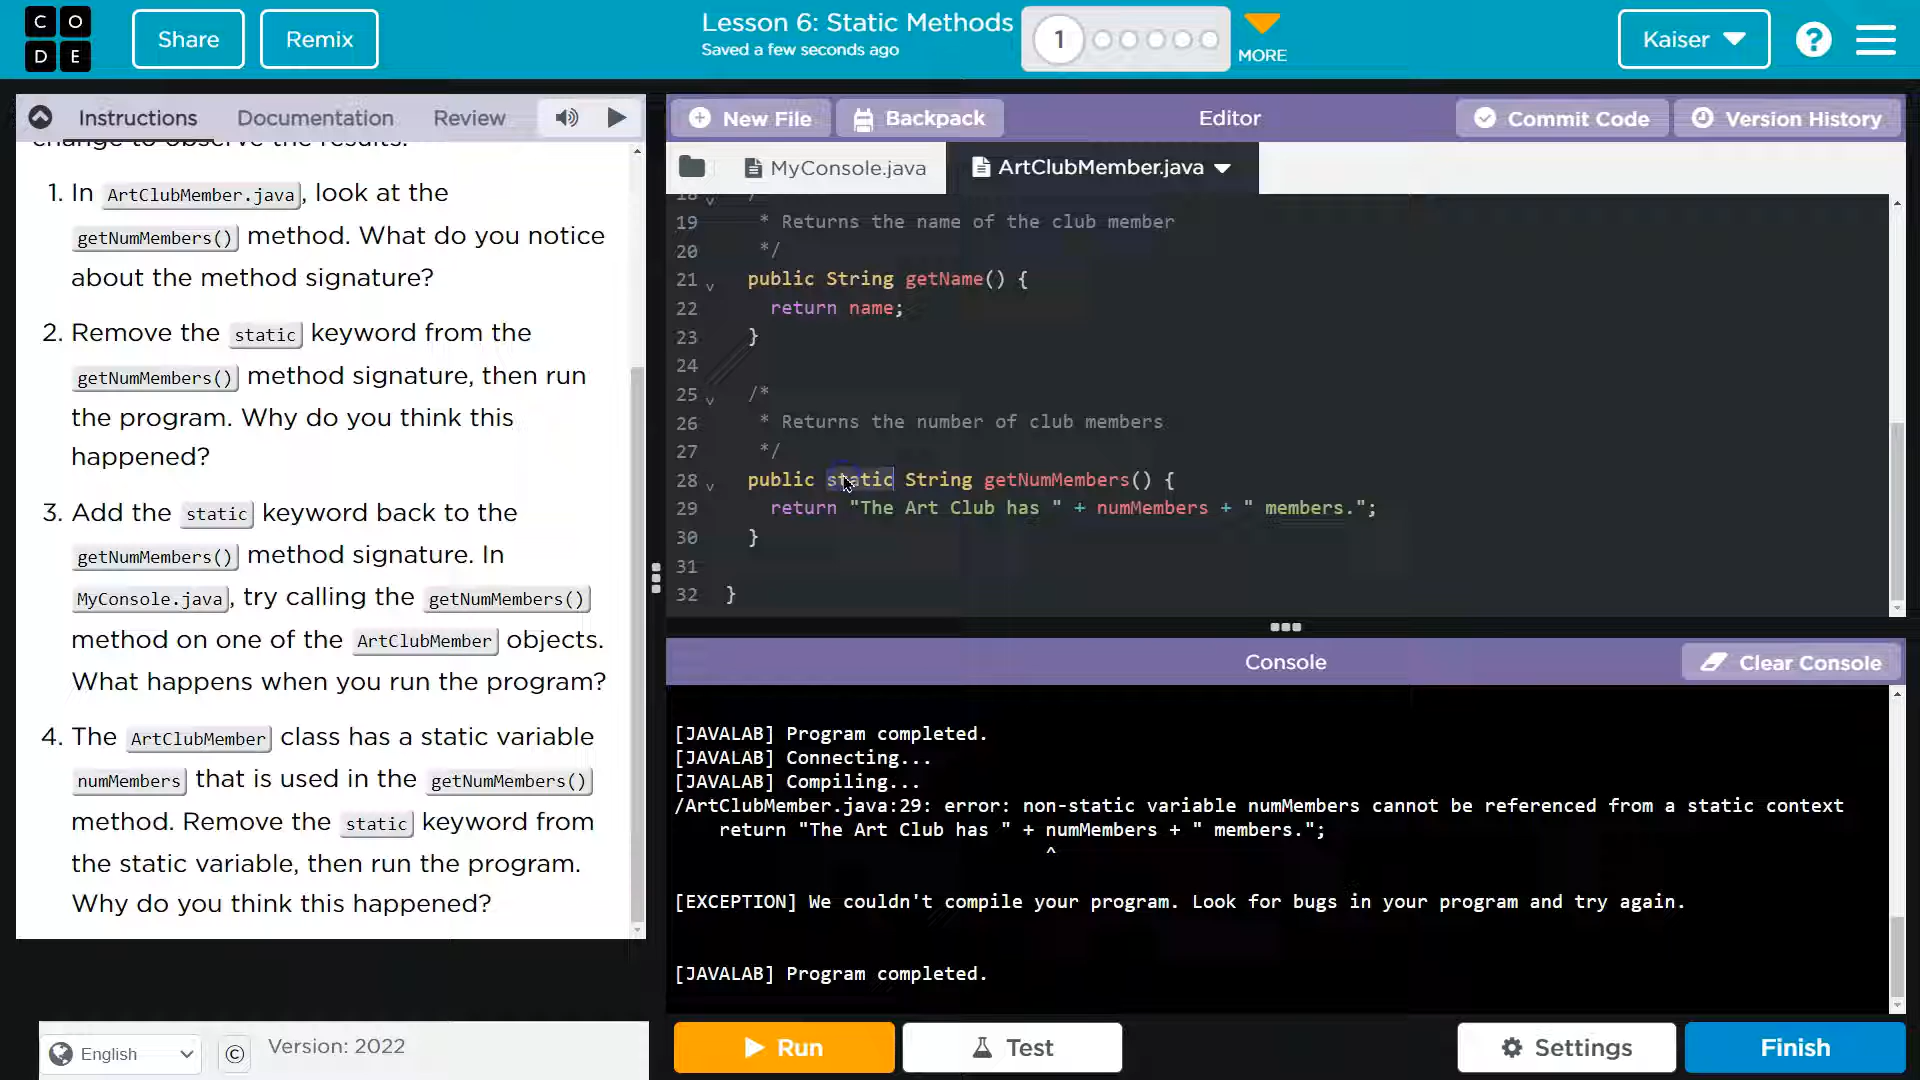 C O D E
Share
Remix
Lesson 6: Static Methods
Saved a few seconds ago
1
MORE
Kaiser
?
Instructions
Documentation
Review
change to observe the results.
1. In ArtClubMember.java, look at the
getNumMembers() method. What do you notice
about the method signature?
2. Remove the static keyword from the
getNumMembers() method signature, then run
the program. Why do you think this
happened?
3. Add the static keyword back to the
getNumMembers() method signature. In
MyConsole.java, try calling the getNumMembers()
method on one of the ArtClubMember objects.
What happens when you run the program?
4. The ArtClubMember class has a static variable
numMembers that is used in the getNumMembers()
method. Remove the static keyword from
the static variable, then run the program.
Why do you think this happened?
English
©
Version: 2022
New File
Backpack
Editor
Commit Code
Version History
MyConsole.java
ArtClubMember.java
18 /*
19 * Returns the name of the club member
20 */
21 public String getName() {
22 return name;
23 }
24
25 /*
26 * Returns the number of club members
27 */
28 public static String getNumMembers() {
29 return "The Art Club has " + numMembers + " members.";
30 }
31
32 }
Console
Clear Console
[JAVALAB] Program completed.
[JAVALAB] Connecting...
[JAVALAB] Compiling...
/ArtClubMember.java:29: error: non-static variable numMembers cannot be referenced from a static context
return "The Art Club has " + numMembers + " members.";
^
[EXCEPTION] We couldn't compile your program. Look for bugs in your program and try again.
[JAVALAB] Program completed.
Run
Test
Settings
Finish